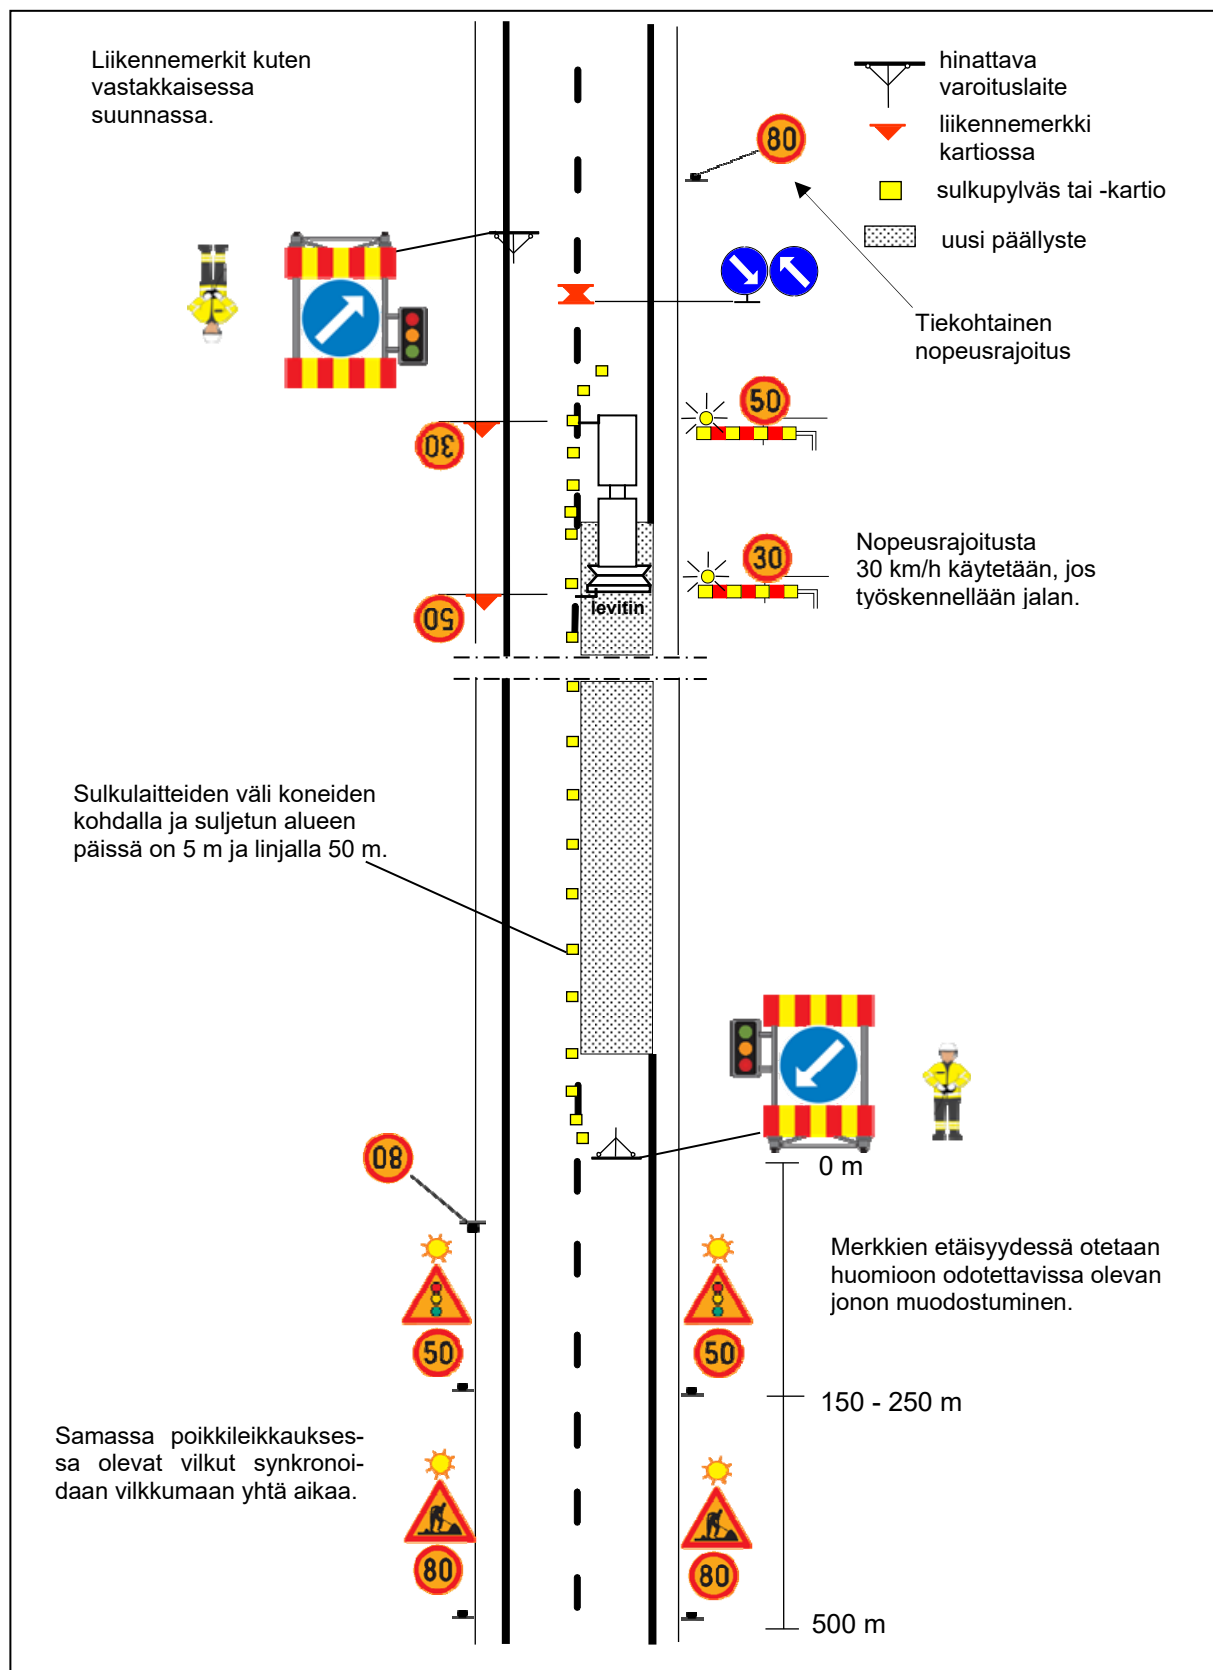 Liikennemerkit kuten
vastakkaisessa
suunnassa.
hinattava
varoituslaite
liikennemerkki
kartiossa
sulkupylväs tai -kartio
uusi päällyste
80
Tiekohtainen
nopeusrajoitus
50
30
30
Nopeusrajoitusta
30 km/h käytetään, jos
työskennellään jalan.
50
levitin
Sulkulaitteiden väli koneiden
kohdalla ja suljetun alueen
päissä on 5 m ja linjalla 50 m.
80
0 m
Merkkien etäisyydessä otetaan
huomioon odotettavissa olevan
jonon muodostuminen.
50
50
150 - 250 m
Samassa poikkileikkaukses-
sa olevat vilkut synkronoi-
daan vilkkumaan yhtä aikaa.
80
80
500 m